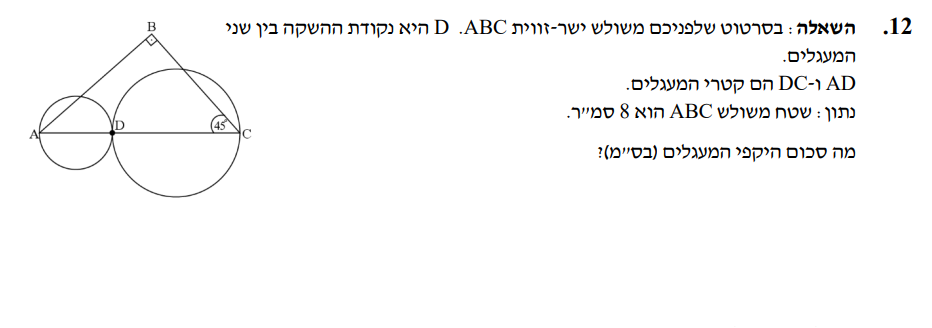 .12 השאלה : בסרטוט שלפניכם משולש ישר-זווית ABC. D היא נקודת ההשקה בין שני
המעגלים.
AD ו-DC הם קטרי המעגלים.
נתון : שטח משולש ABC הוא 8 סמ״ר.
מה סכום היקפי המעגלים (בס״מ)?
B
D
45°
A
C